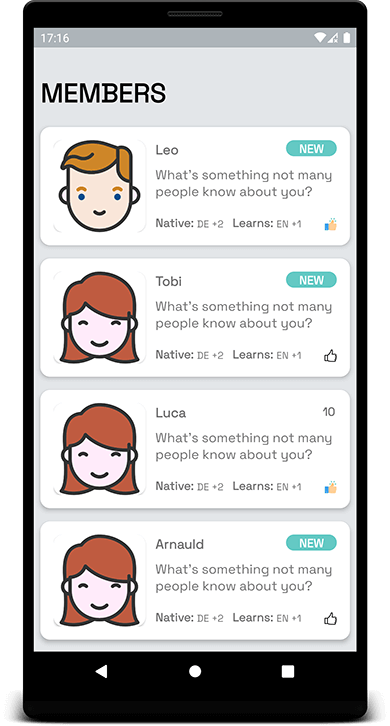 17:16
MEMBERS
Leo
NEW
What's something not many
people know about you?
Native: DE +2 Learns: EN +1
Tobi
NEW
What's something not many
people know about you?
Native: DE +2 Learns: EN +1
Luca
10
What's something not many
people know about you?
Native: DE +2 Learns: EN +1
Arnauld
NEW
What's something not many
people know about you?
Native: DE +2 Learns: EN +1